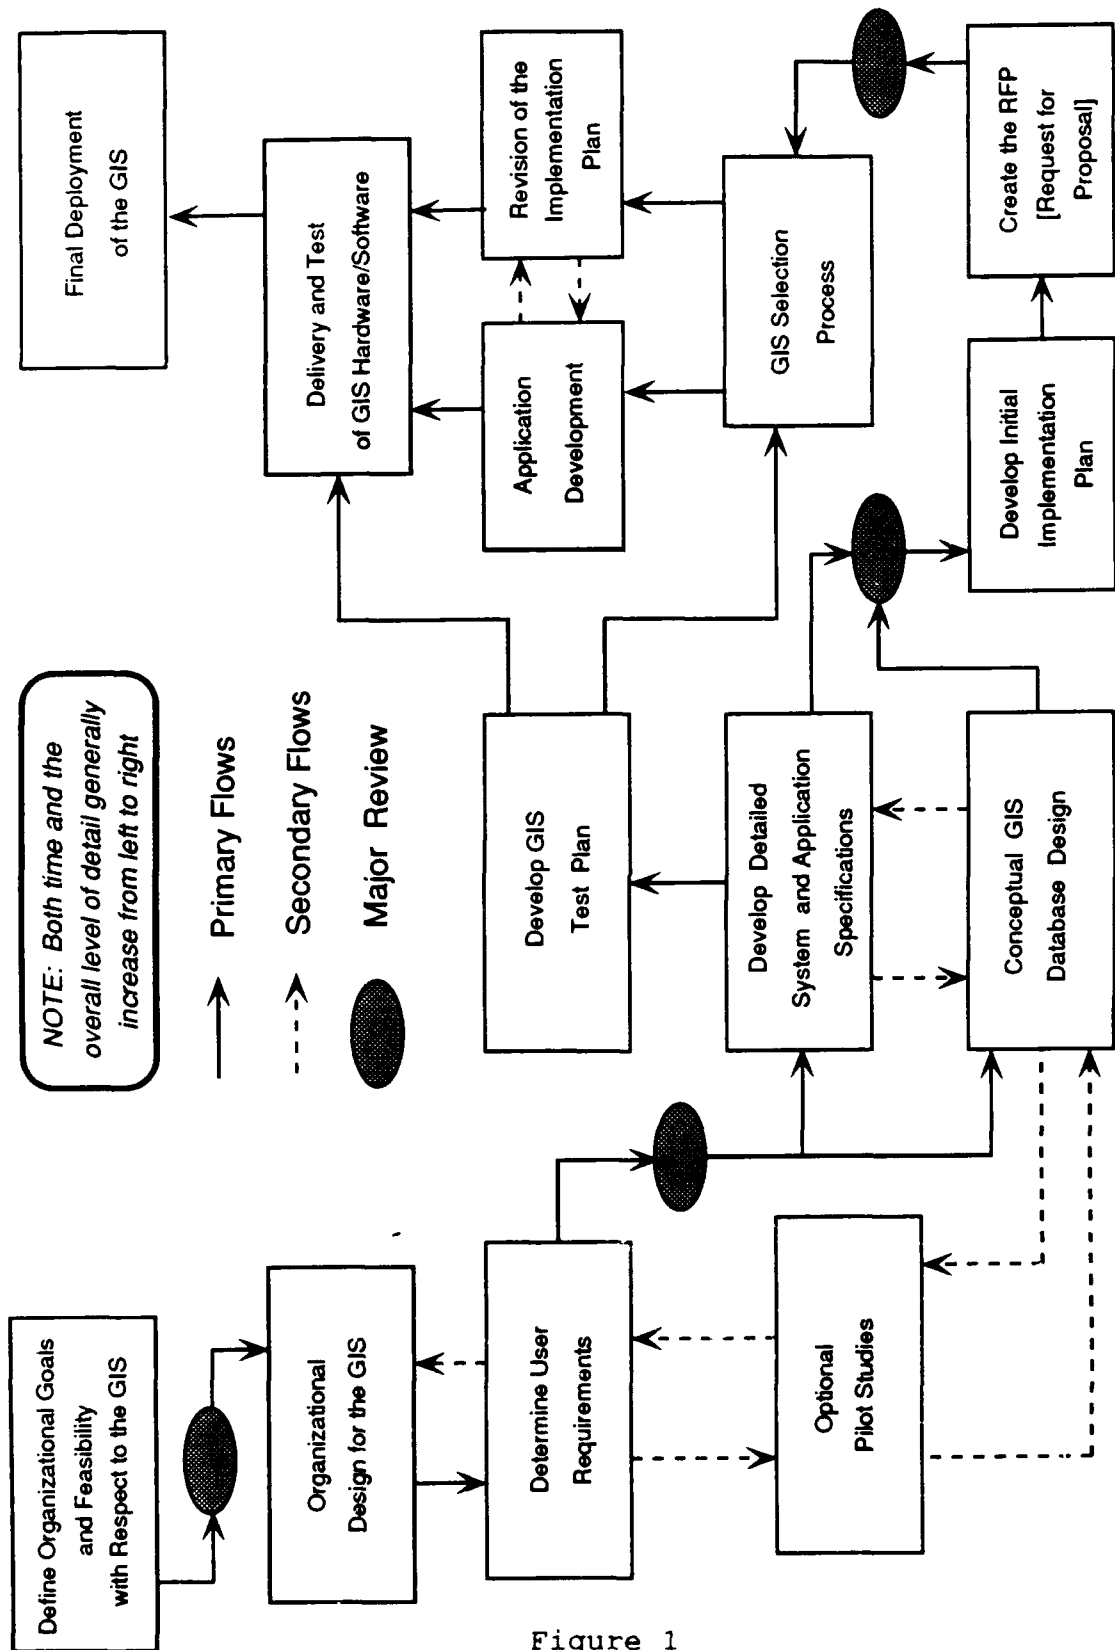 Define Organizational Goals
and Feasibility
with Respect to the GIS
Organizational
Design for the GIS
Determine User
Requirements
Optional
Pilot Studies
NOTE: Both time and the
overall level of detail generally
increase from left to right
Primary Flows
Secondary Flows
Major Review
Develop GIS
Test Plan
Develop Detailed
System and Application
Specifications
Conceptual GIS
Database Design
Final Deployment
of the GIS
Delivery and Test
of GIS Hardware/Software
Application
Development
Revision of the
Implementation
Plan
GIS Selection
Process
Develop Initial
Implementation
Plan
Create the RFP
[Request for
Proposal]
Figure 1